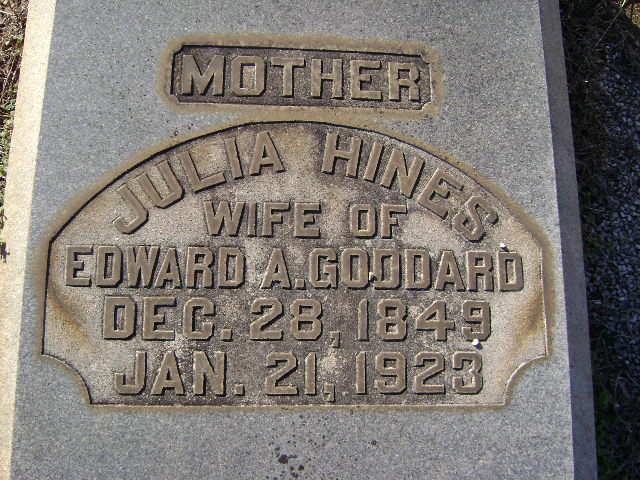 MOTHER
JULIA HINES
WIFE OF
EDWARD A. GODDARD
DEC. 28, 1849
JAN. 21, 1923